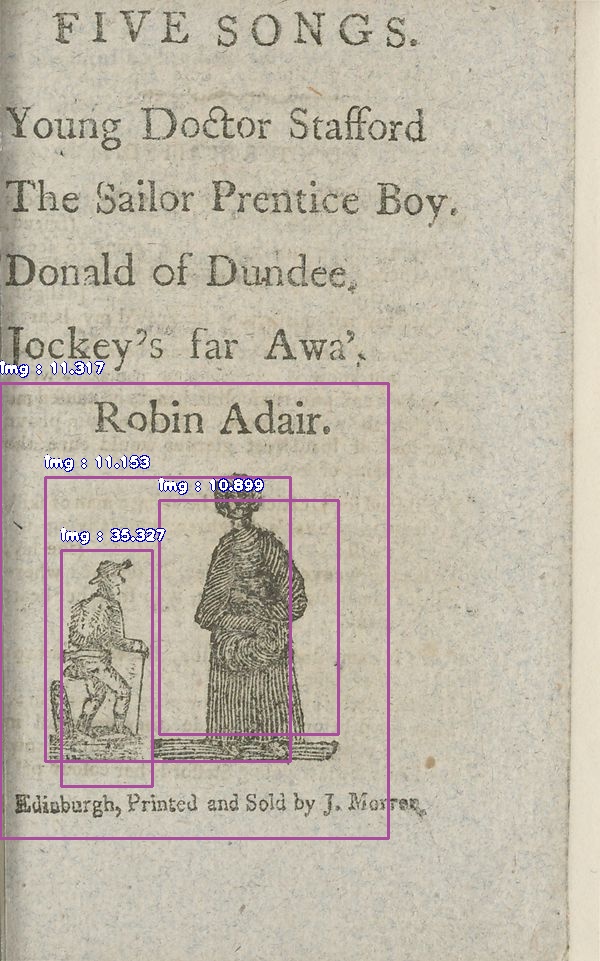 FIVE SONGS.
Young Doctor Stafford
The Sailor Prentice Boy.
Donald of Dundee,
Jockey's far Awa',
img : 11.317
Robin Adair.
img : 11.153
img : 10.899
img : 35.327
Edinburgh, Printed and Sold by J. Morren.